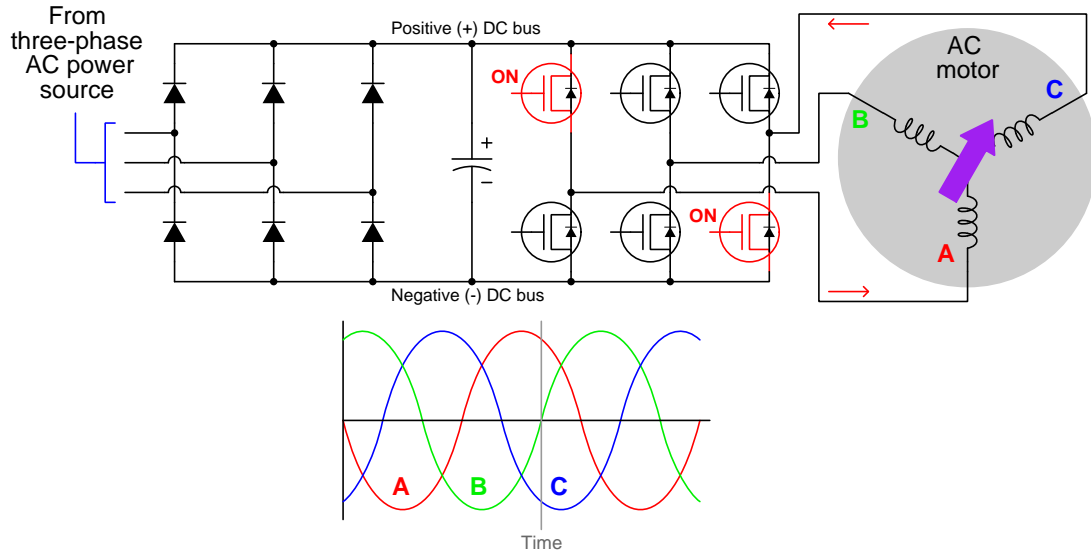 From
three-phase
AC power
source
Positive (+) DC bus
ON
+
−
ON
Negative (-) DC bus
AC
motor
B
C
A
A
B
C
Time